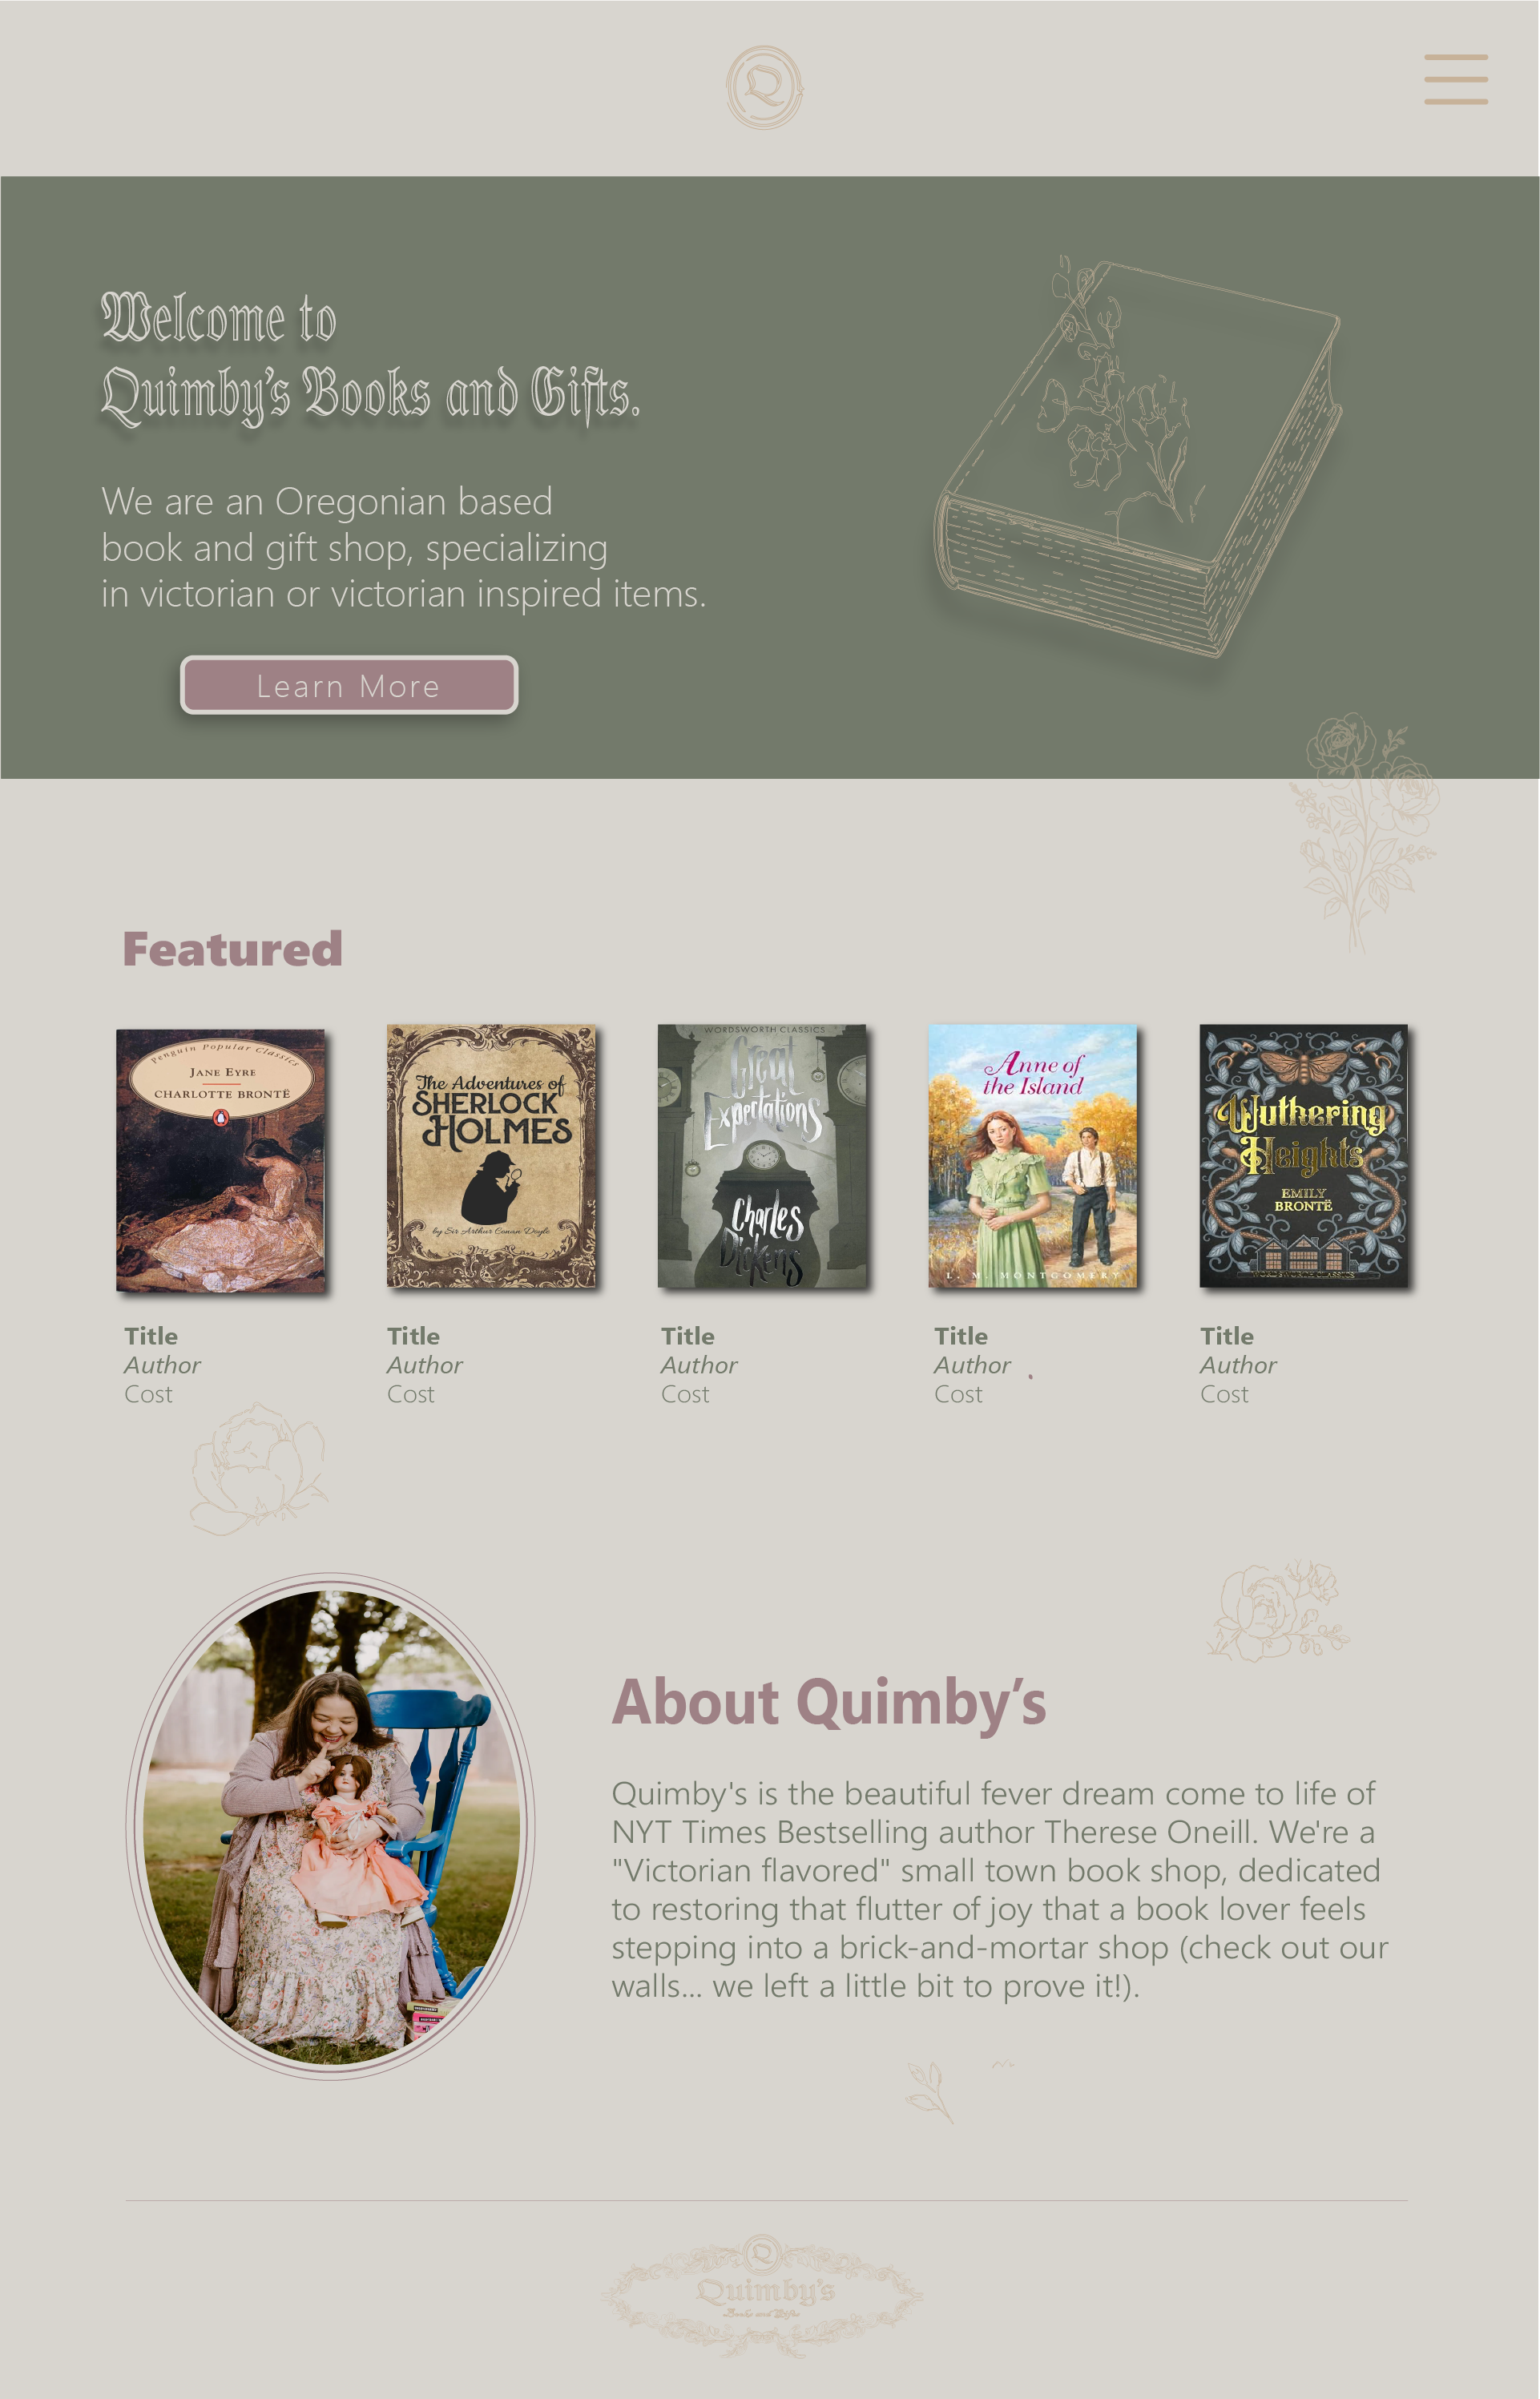 Q
Welcome to
Quimby's Books and Gifts.
We are an Oregonian based
book and gift shop, specializing
in victorian or victorian inspired items.
Learn More
Featured
Penguin Popular Classics
JANE EYRE
CHARLOTTE BRONTË
The Adventures of
SHERLOCK
HOLMES
by Sir Arthur Conan Doyle
WORDSWORTH CLASSICS
Great
Expectations
Charles
Dickens
Anne of
the Island
L. M. MONTGOMERY
Wuthering
Heights
EMILY
BRONTË
WORDSWORTH CLASSICS
Title
Author
Cost
Title
Author
Cost
Title
Author
Cost
Title
Author
Cost
Title
Author
Cost
About Quimby's
Quimby's is the beautiful fever dream come to life of
NYT Times Bestselling author Therese Oneill. We're a
"Victorian flavored" small town book shop, dedicated
to restoring that flutter of joy that a book lover feels
stepping into a brick-and-mortar shop (check out our
walls... we left a little bit to prove it!).
Q
Quimby's
Books and Gifts